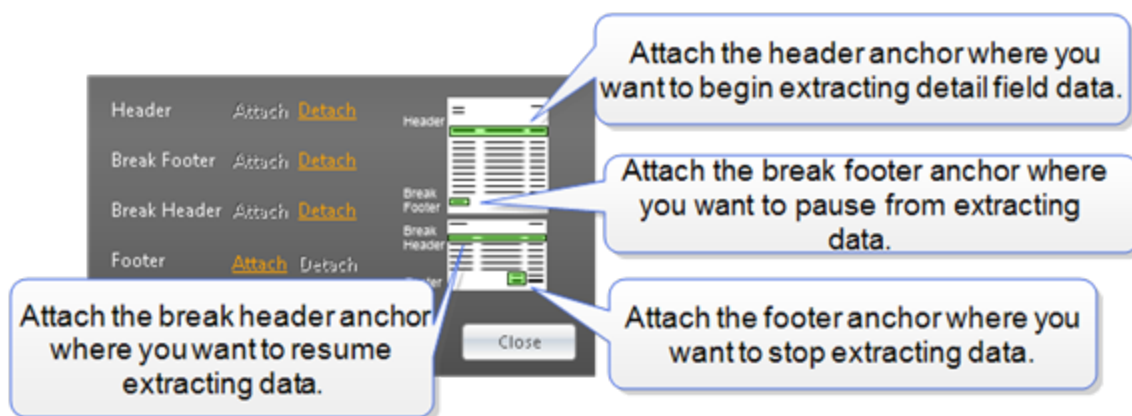 Attach the header anchor where you
want to begin extracting detail field data.
Header Attach Detach
Header
Break Footer Attach Detach
Attach the break footer anchor where
you want to pause from extracting
data.
Break
Footer
Break Header Attach Detach
Break
Header
Footer Attach Detach
Attach the break header anchor
where you want to resume
extracting data.
Attach the footer anchor where you
want to stop extracting data.
Close